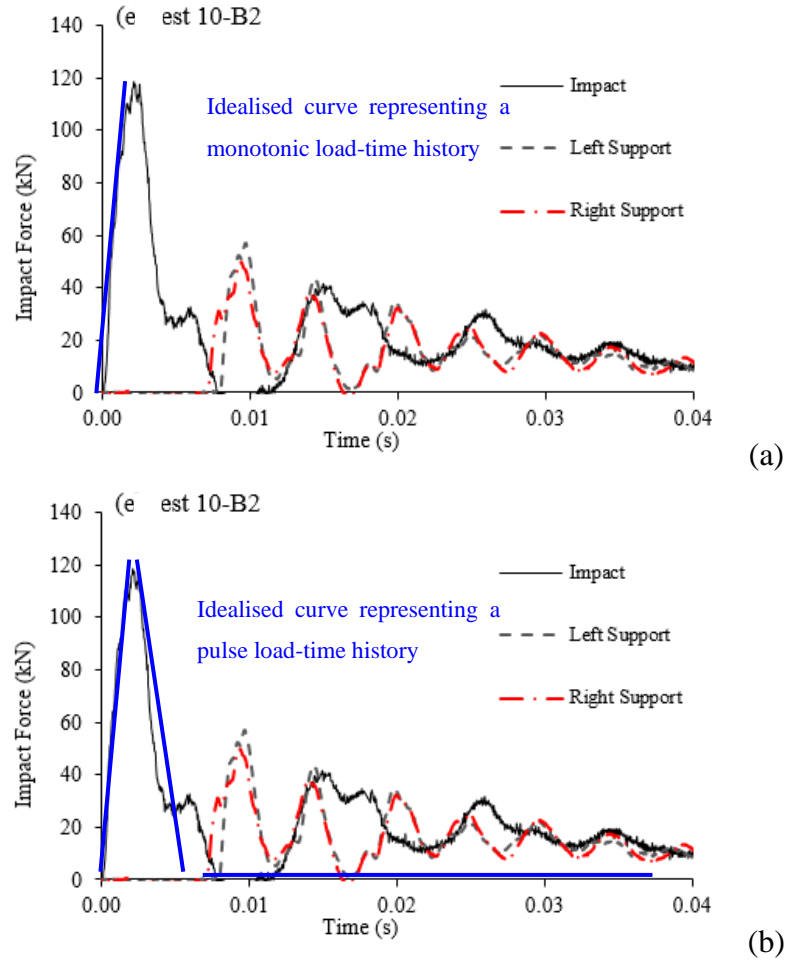 (e est 10-B2
140
120
100
80
60
40
20
0
Impact Force (kN)
Idealised curve representing a
monotonic load-time history
Impact
Left Support
Right Support
0.00 0.01 0.02 0.03 0.04
Time (s)
(a)
(e est 10-B2
140
120
100
80
60
40
20
0
Impact Force (kN)
Idealised curve representing a
pulse load-time history
Impact
Left Support
Right Support
0.00 0.01 0.02 0.03 0.04
Time (s)
(b)